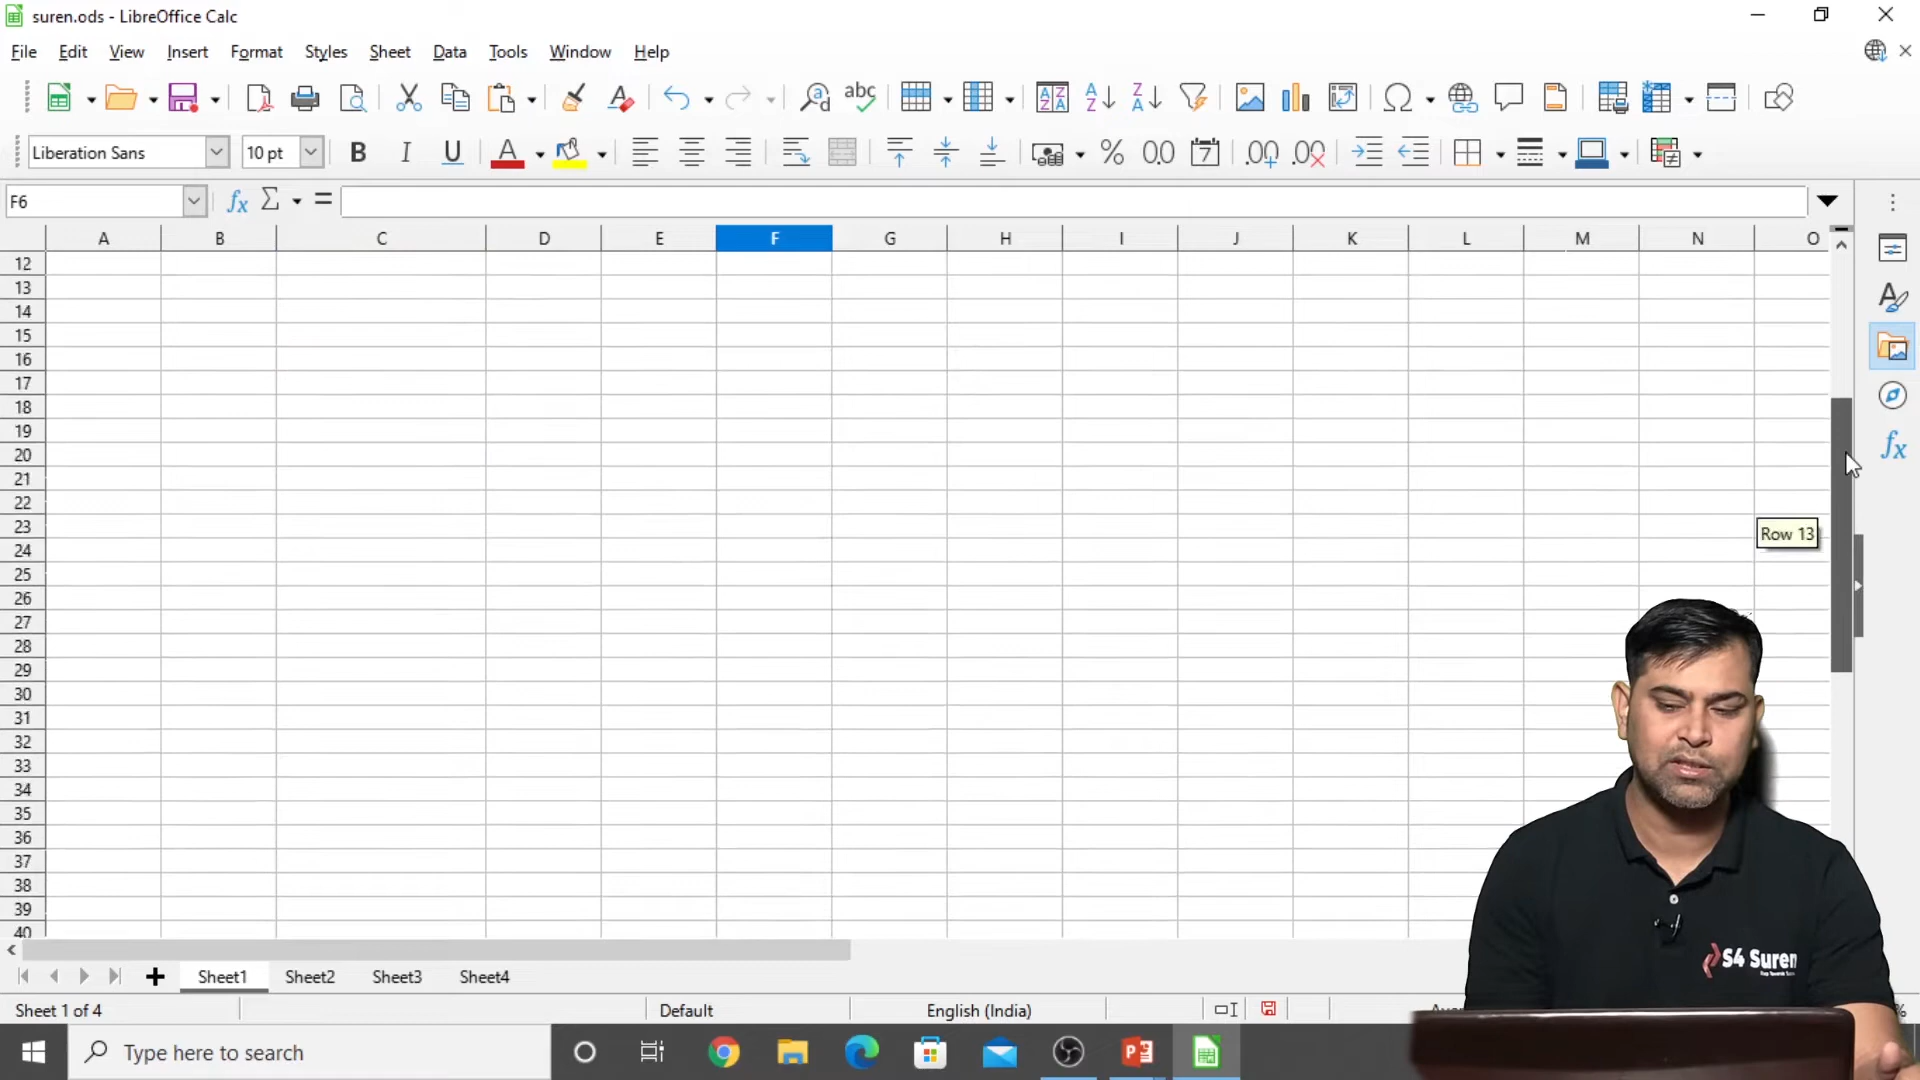 suren.ods - LibreOffice Calc
File Edit View Insert Format Styles Sheet Data Tools Window Help
Liberation Sans 10 pt
F6
A B C D E F G H I J K L M N O
12
13
14
15
16
17
18
19
20
21
22
23
Row 13
24
25
26
27
28
29
30
31
32
33
34
35
36
37
38
39
40
S4 Suren
Sheet1 Sheet2 Sheet3 Sheet4
Sheet 1 of 4 Default English (India)
Type here to search